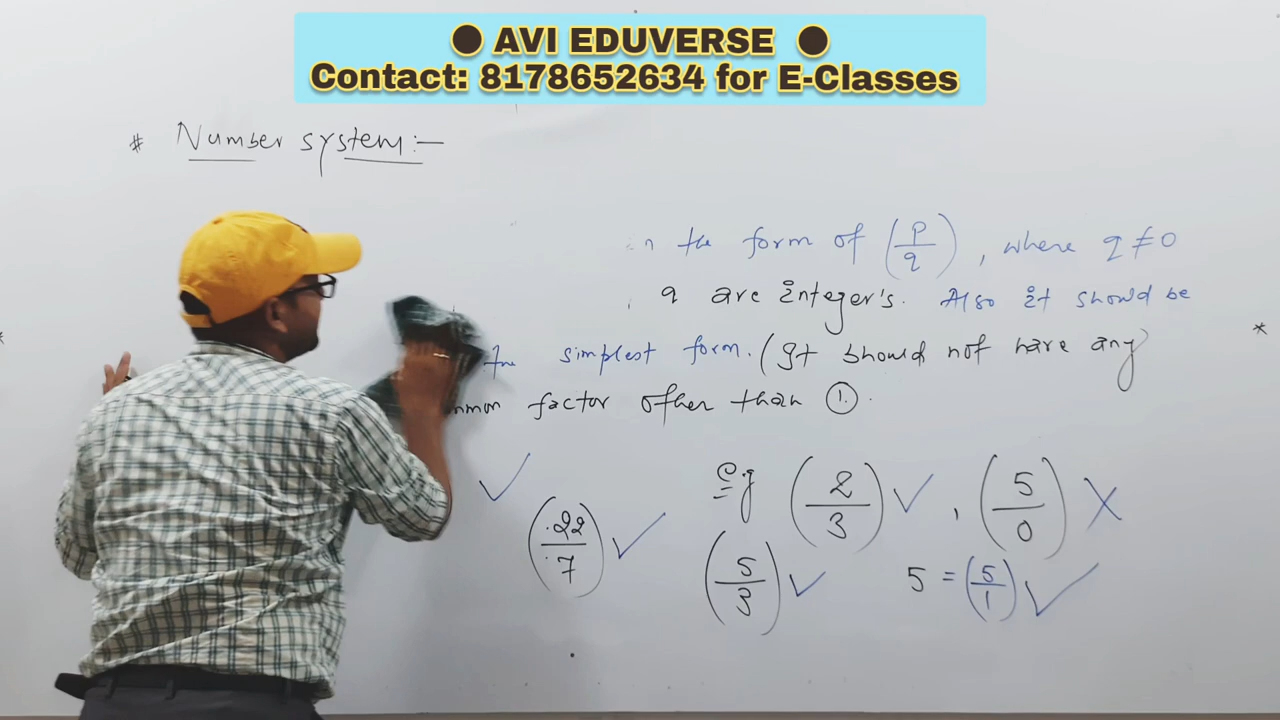 ● AVI EDUVERSE ●
Contact: 8178652634 for E-Classes
# Number system:-
the form of (p/q), where q ≠ 0
q are Integer's. Also It should be
simplest form. (It should not have any
factor other than ①.
Eg (2/3) ✓ , (5/0) X
(22/7) ✓ (5/3) ✓ 5 = (5/1) ✓